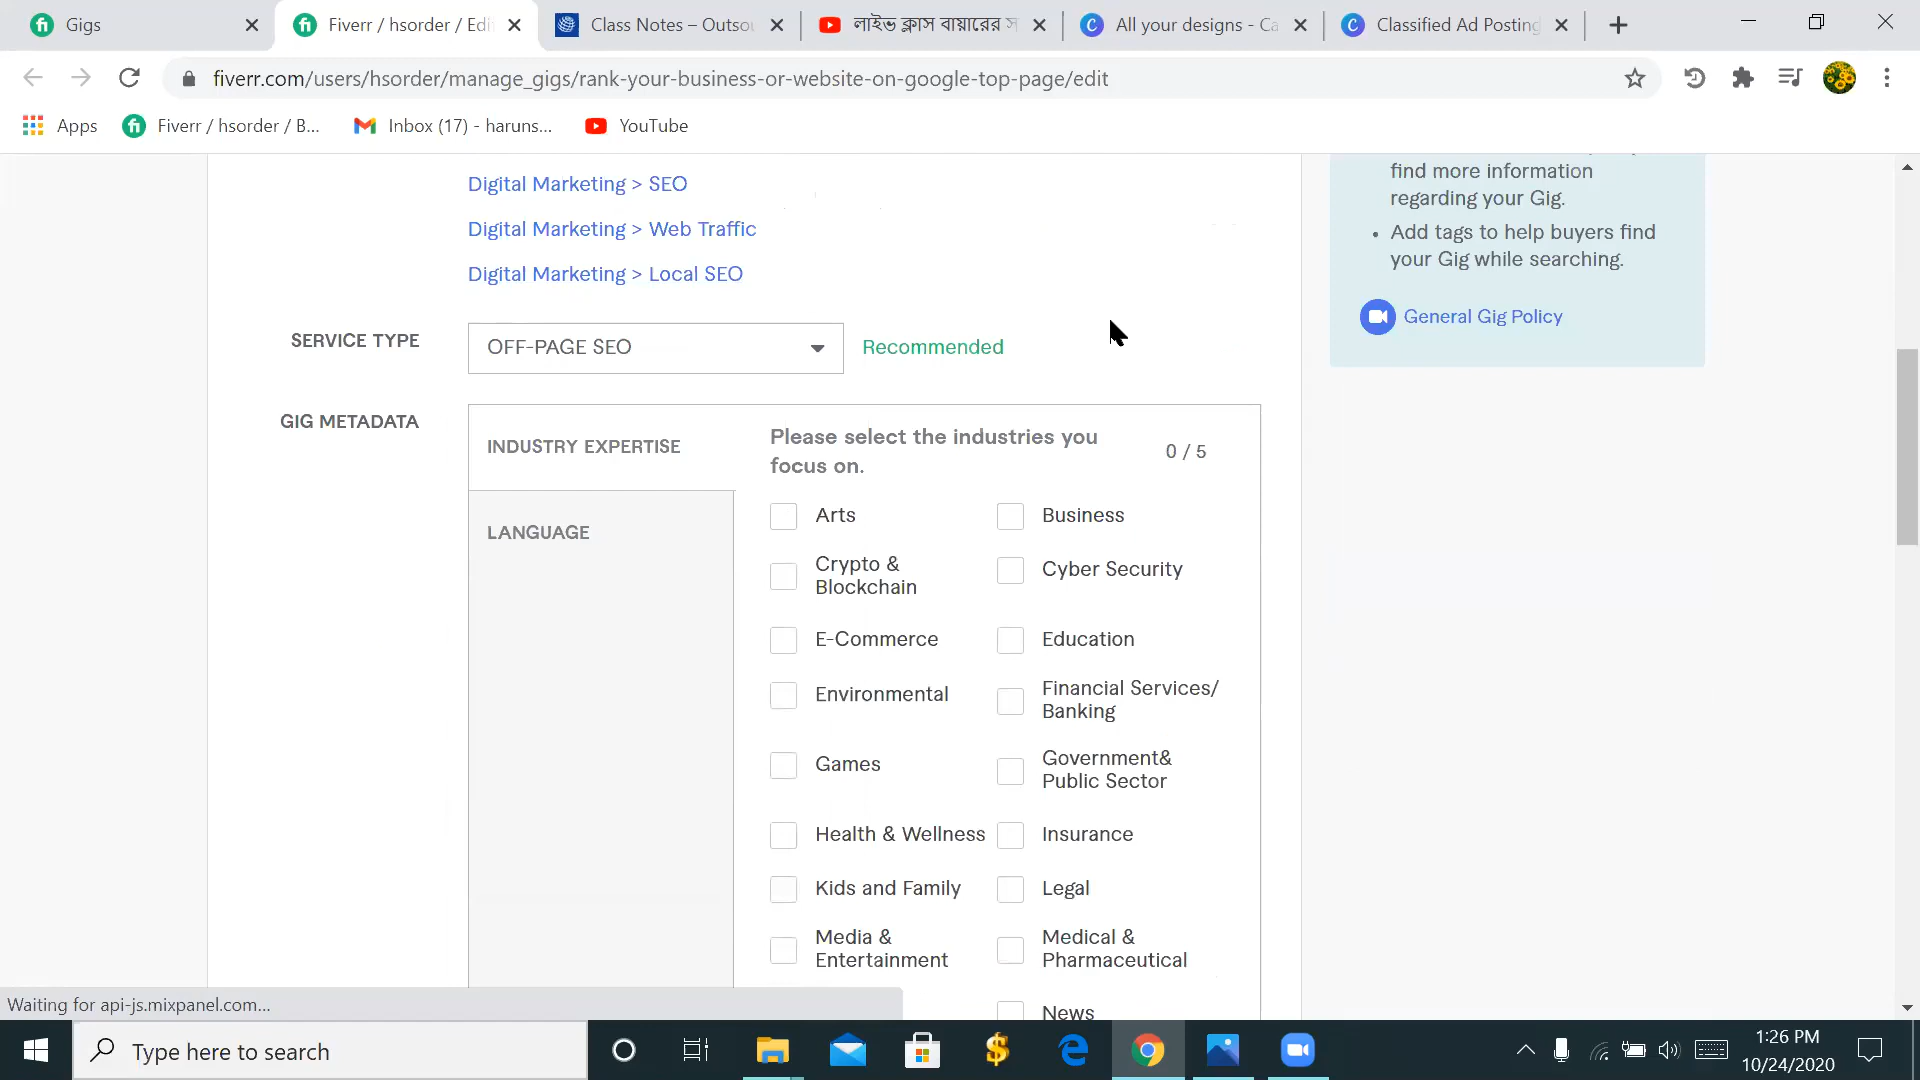 Gigs
Fiverr / hsorder / Edi
Class Notes – Outsou
লাইভ ক্লাস বায়ারের স
All your designs - Ca
Classified Ad Posting
fiverr.com/users/hsorder/manage_gigs/rank-your-business-or-website-on-google-top-page/edit
Apps
Fiverr / hsorder / B...
Inbox (17) - haruns...
YouTube
Digital Marketing > SEO
Digital Marketing > Web Traffic
Digital Marketing > Local SEO
find more information
regarding your Gig.
• Add tags to help buyers find
your Gig while searching.
General Gig Policy
SERVICE TYPE
OFF-PAGE SEO
Recommended
GIG METADATA
INDUSTRY EXPERTISE
LANGUAGE
Please select the industries you
focus on.
0 / 5
Arts
Business
Crypto &
Blockchain
Cyber Security
E-Commerce
Education
Environmental
Financial Services/
Banking
Games
Government&
Public Sector
Health & Wellness
Insurance
Kids and Family
Legal
Media &
Entertainment
Medical &
Pharmaceutical
News
Waiting for api-js.mixpanel.com...
Type here to search
1:26 PM
10/24/2020